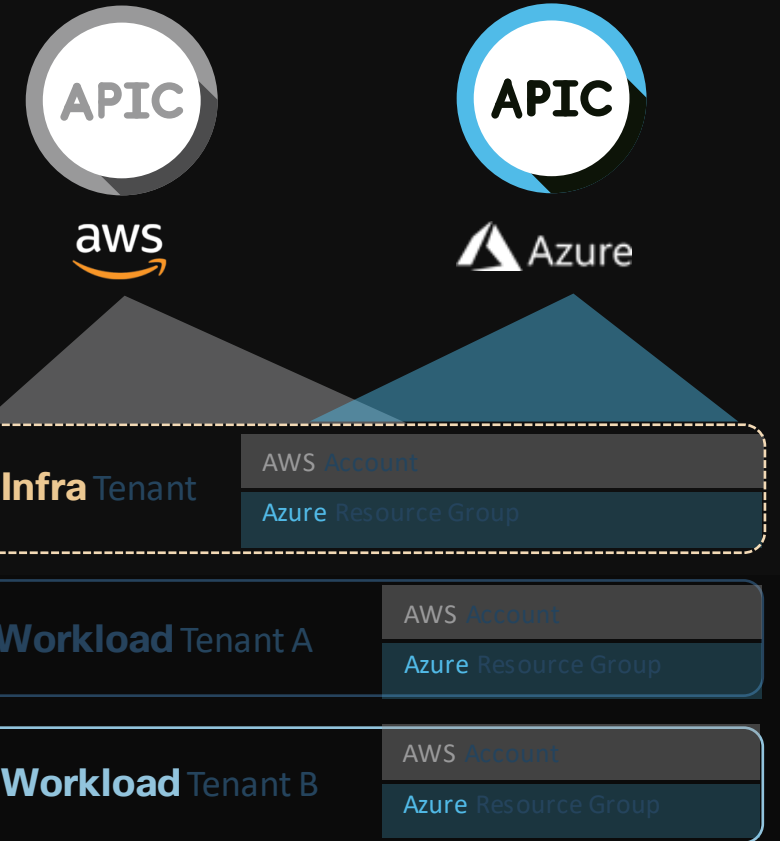 APIC
APIC
aws
Azure
AWS Account
Infra Tenant
Azure Resource Group
AWS Account
Workload Tenant A
Azure Resource Group
AWS Account
Workload Tenant B
Azure Resource Group